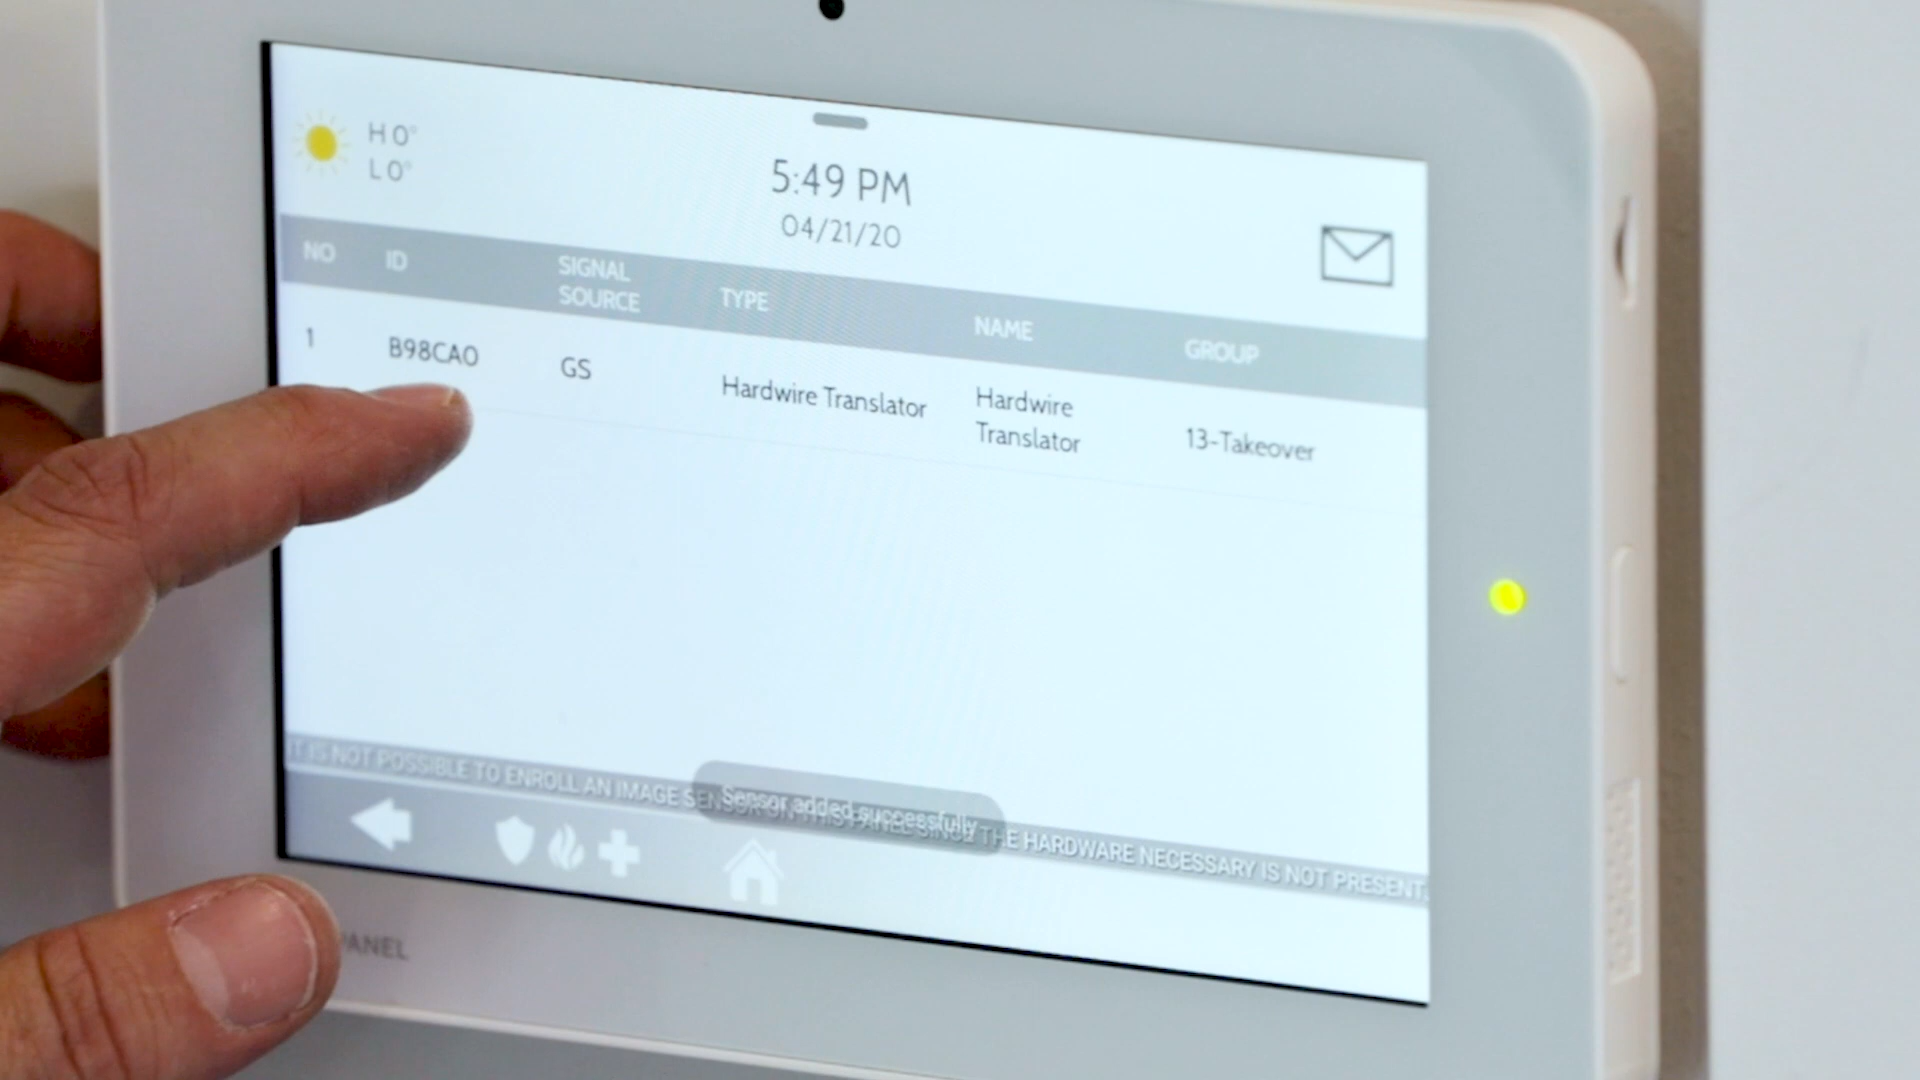 H 0°
L 0°
5:49 PM
04/21/20
NO ID SIGNAL SOURCE TYPE NAME GROUP
1 B98CA0 GS Hardwire Translator Hardwire Translator 13-Takeover
IT IS NOT POSSIBLE TO ENROLL AN IMAGE SENSOR ON THIS PANEL SINCE THE HARDWARE NECESSARY IS NOT PRESENT.
Sensor added successfully
PANEL